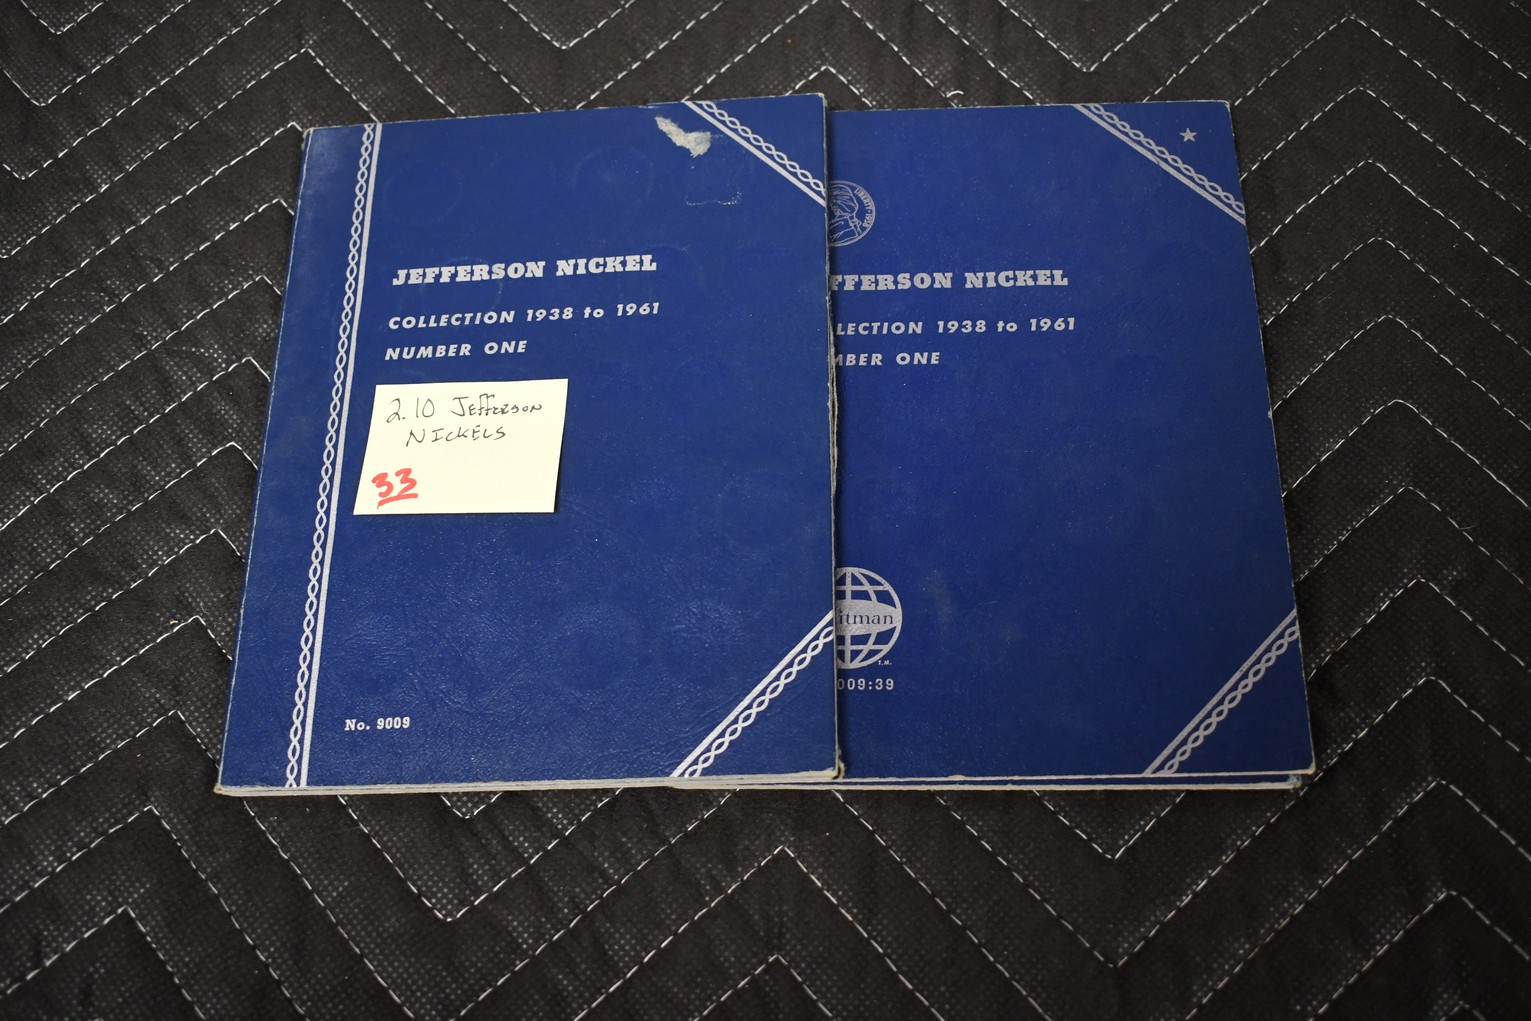 JEFFERSON NICKEL
COLLECTION 1938 to 1961
NUMBER ONE
2.10 JEFFERSON
NICKELS
33
No. 9009
LIBERTY
FFERSON NICKEL
LLECTION 1938 to 1961
MBER ONE
itman
T.M.
009:39